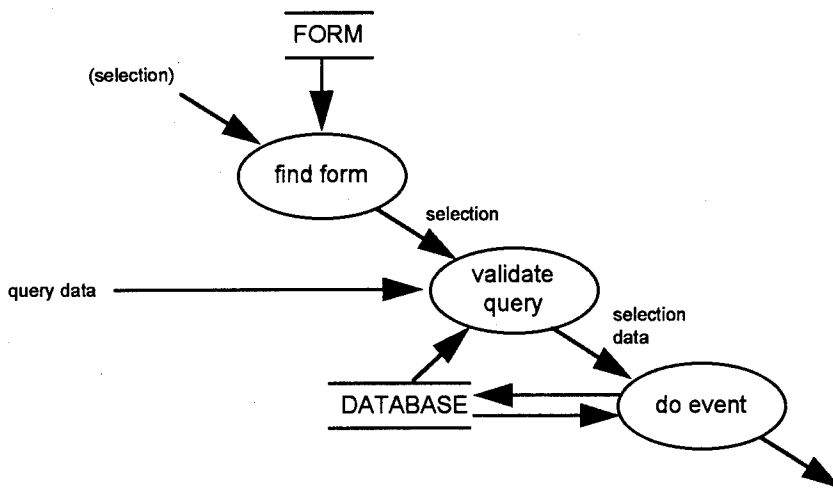 FORM
(selection)
find form
selection
validate
query
query data
selection
data
DATABASE
do event